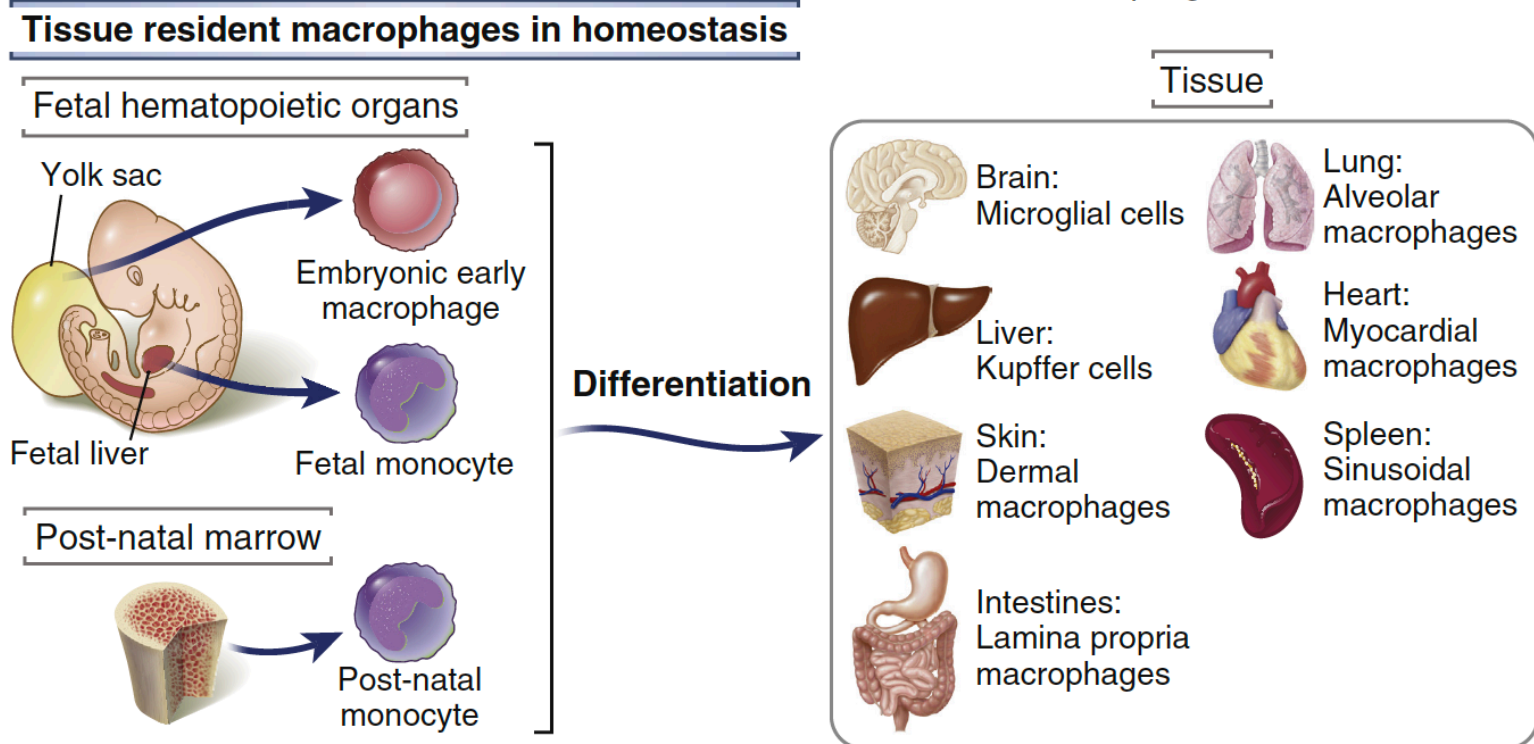 Tissue resident macrophages in homeostasis
Fetal hematopoietic organs
Yolk sac
Embryonic early
macrophage
Fetal liver
Fetal monocyte
Post-natal marrow
Post-natal
monocyte
Differentiation
Tissue
Brain:
Microglial cells
Lung:
Alveolar
macrophages
Liver:
Kupffer cells
Heart:
Myocardial
macrophages
Skin:
Dermal
macrophages
Spleen:
Sinusoidal
macrophages
Intestines:
Lamina propria
macrophages